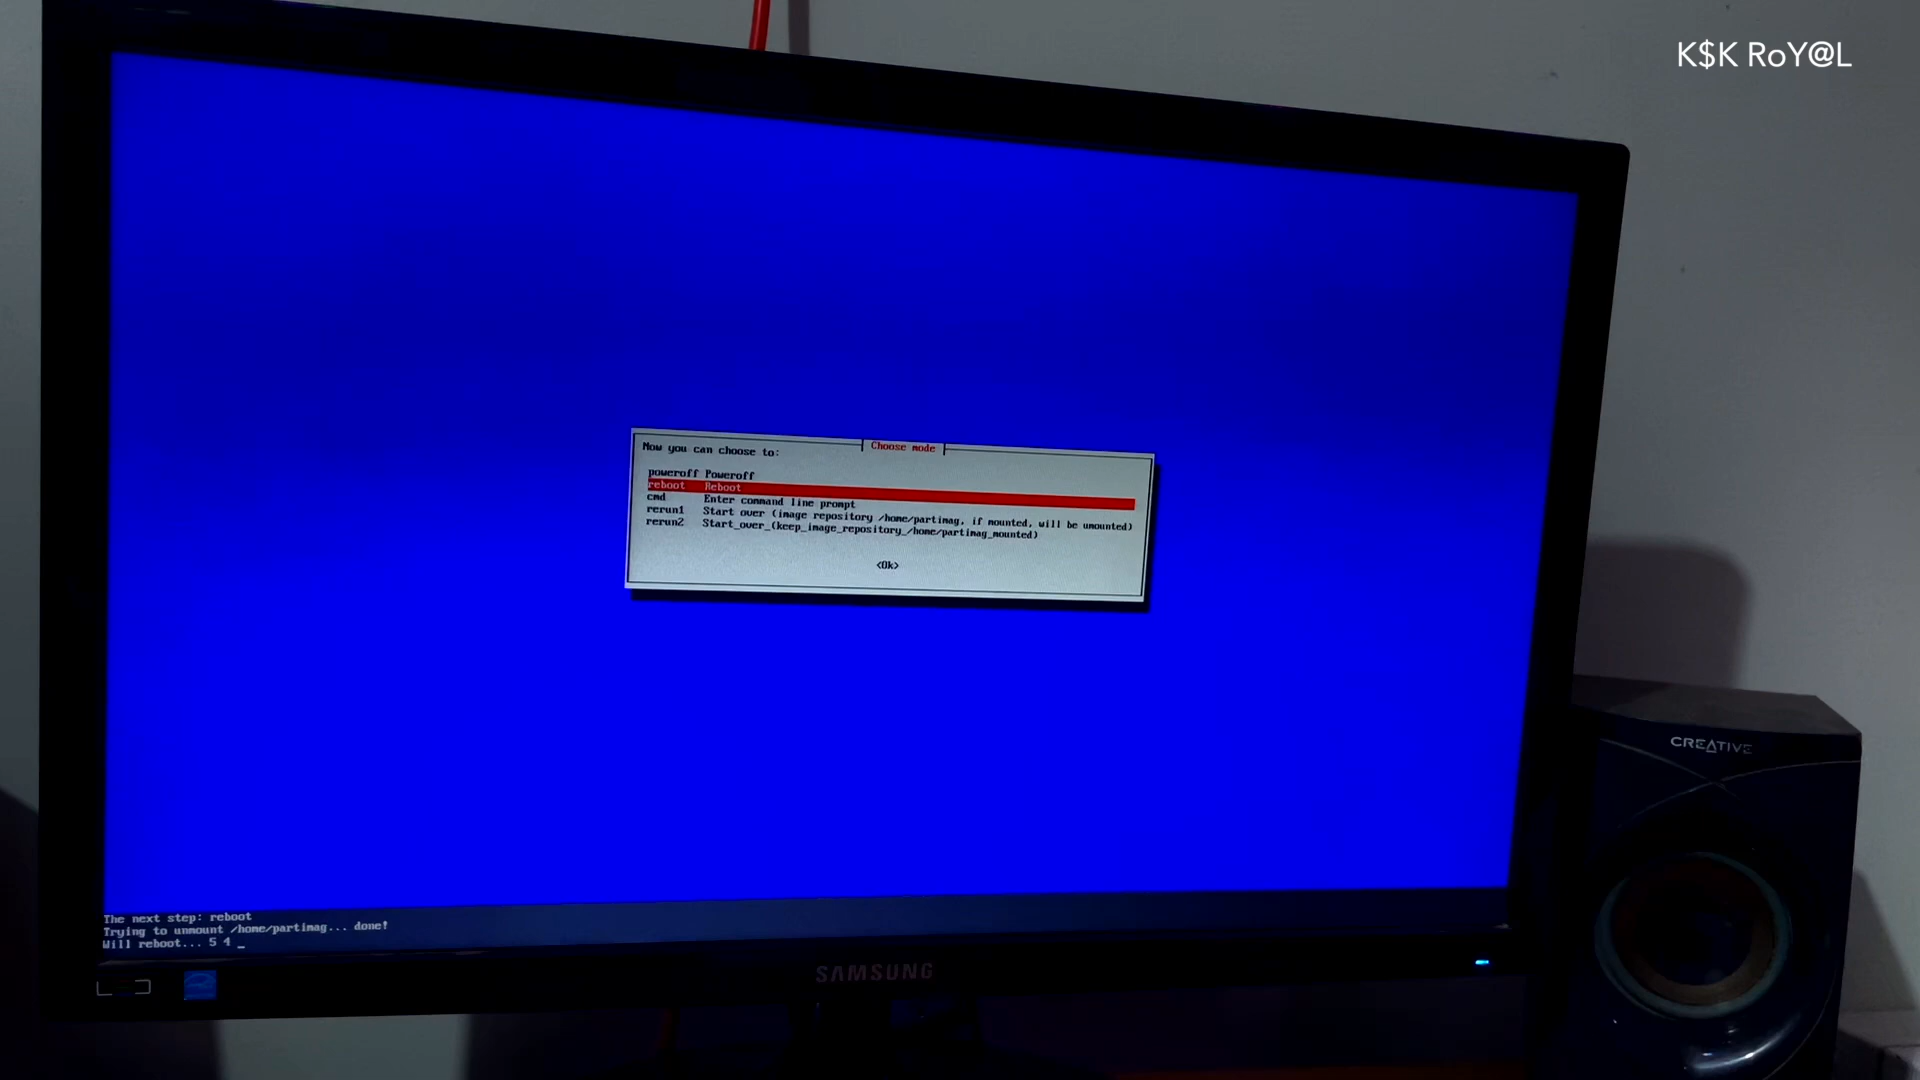 K$K RoY@L
Choose mode
Now you can choose to:
poweroff Poweroff
reboot Reboot
cmd Enter command line prompt
rerun1 Start over (image repository /home/partimag, if mounted, will be umounted)
rerun2 Start_over_(keep_image_repository_/home/partimag_mounted)
<Ok>
The next step: reboot
Trying to unmount /home/partimag... done!
Will reboot... 5 4 _
SAMSUNG
CREATIVE